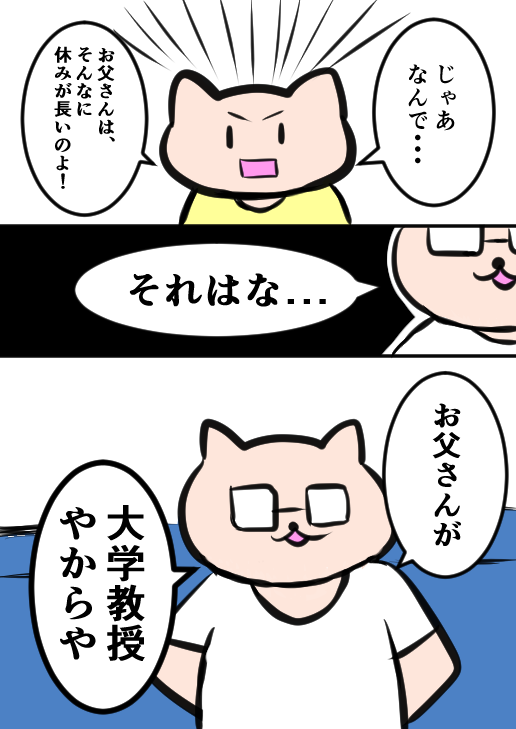 じゃあ
なんで・・・
お父さんは、
そんなに
休みが長いのよ！
それはな...
お父さんが
大学教授
やからや